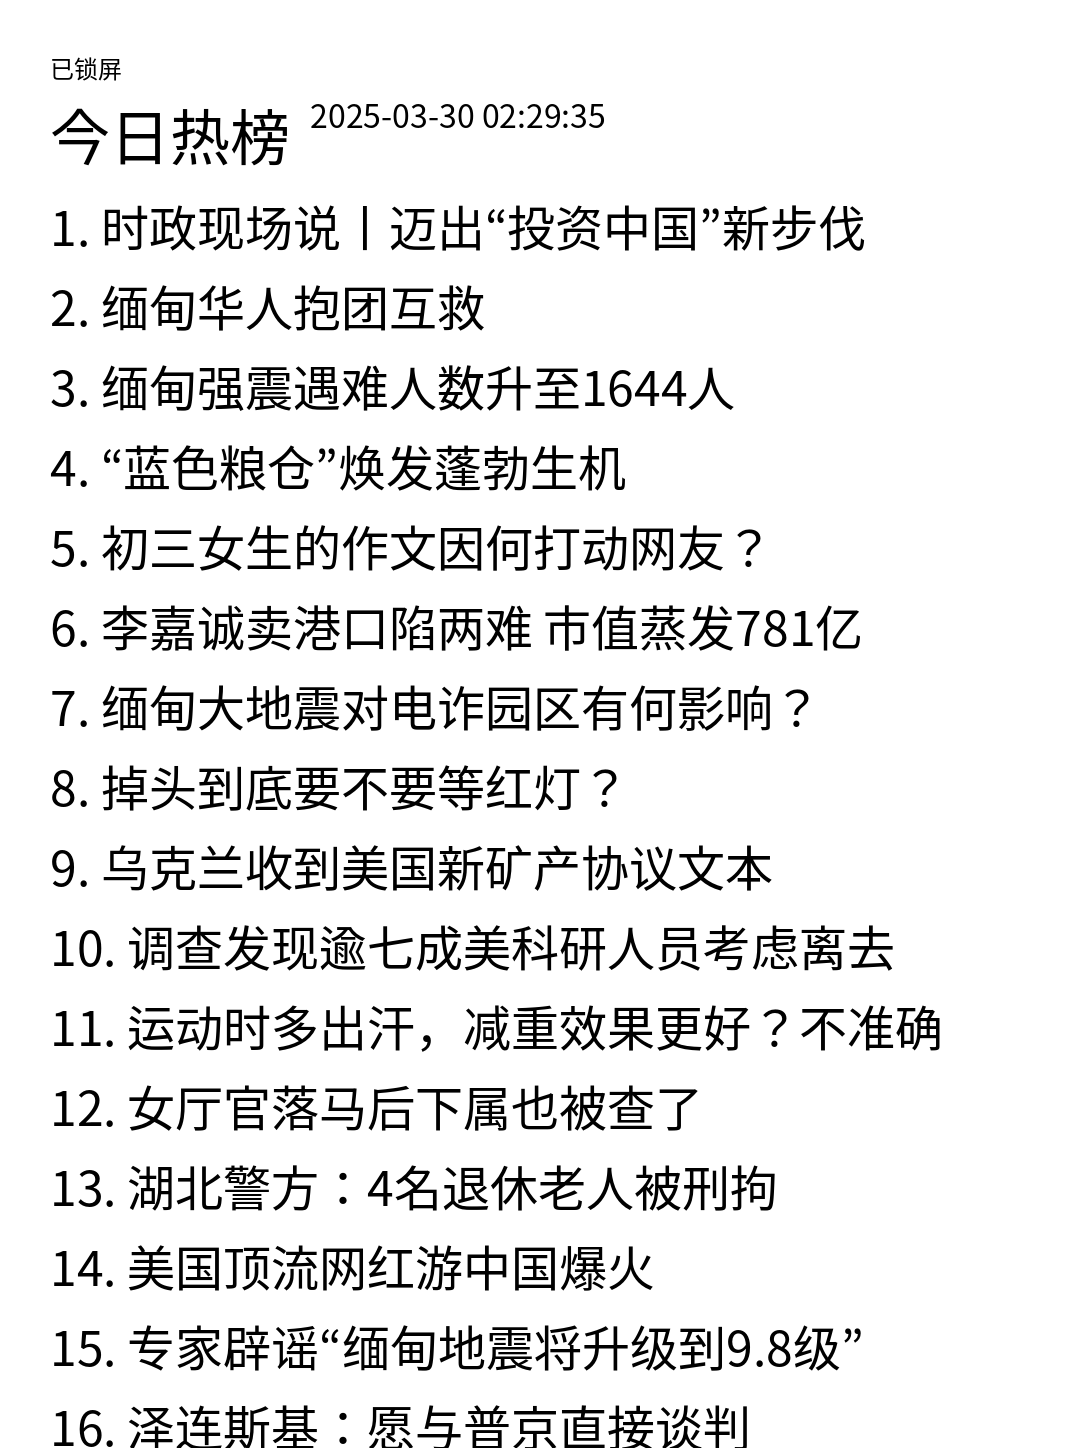 已锁屏
今日热榜 2025-03-30 02:29:35
1. 时政现场说丨迈出“投资中国”新步伐
2. 缅甸华人抱团互救
3. 缅甸强震遇难人数升至1644人
4. “蓝色粮仓”焕发蓬勃生机
5. 初三女生的作文因何打动网友？
6. 李嘉诚卖港口陷两难 市值蒸发781亿
7. 缅甸大地震对电诈园区有何影响？
8. 掉头到底要不要等红灯？
9. 乌克兰收到美国新矿产协议文本
10. 调查发现逾七成美科研人员考虑离去
11. 运动时多出汗，减重效果更好？不准确
12. 女厅官落马后下属也被查了
13. 湖北警方：4名退休老人被刑拘
14. 美国顶流网红游中国爆火
15. 专家辟谣“缅甸地震将升级到9.8级”
16. 泽连斯基：愿与普京直接谈判